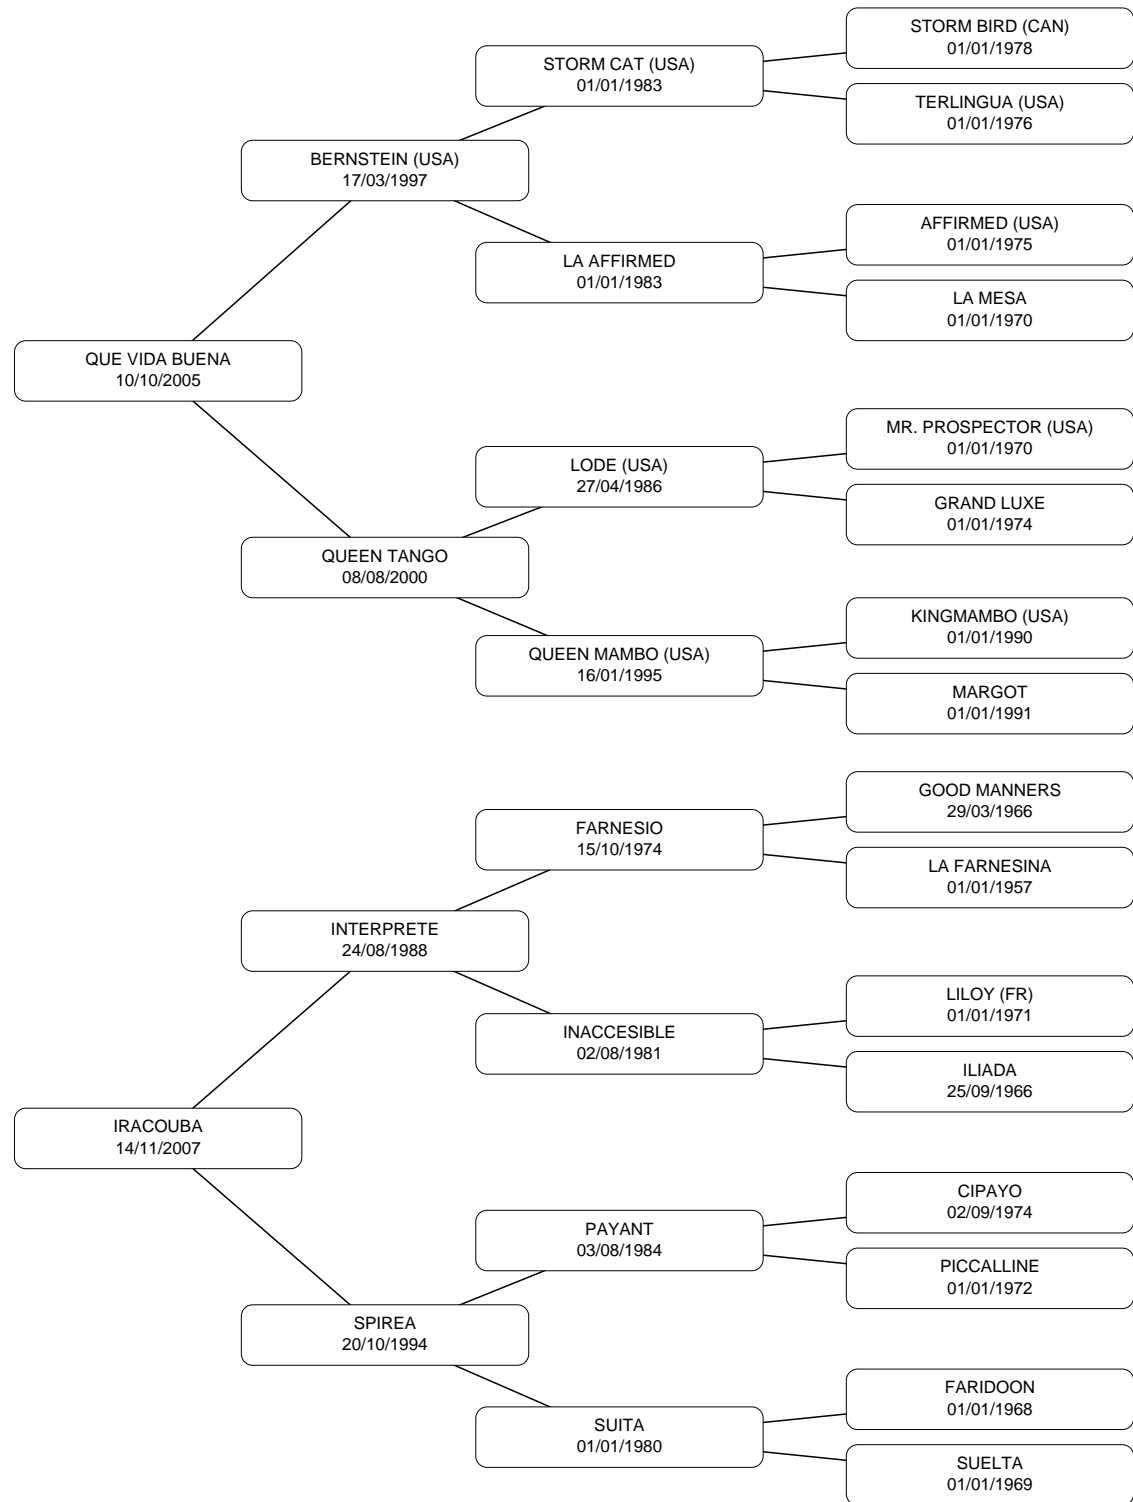 STORM BIRD (CAN)
01/01/1978
STORM CAT (USA)
01/01/1983
TERLINGUA (USA)
01/01/1976
BERNSTEIN (USA)
17/03/1997
AFFIRMED (USA)
01/01/1975
LA AFFIRMED
01/01/1983
LA MESA
01/01/1970
QUE VIDA BUENA
10/10/2005
MR. PROSPECTOR (USA)
01/01/1970
LODE (USA)
27/04/1986
GRAND LUXE
01/01/1974
QUEEN TANGO
08/08/2000
KINGMAMBO (USA)
01/01/1990
QUEEN MAMBO (USA)
16/01/1995
MARGOT
01/01/1991
GOOD MANNERS
29/03/1966
FARNESIO
15/10/1974
LA FARNESINA
01/01/1957
INTERPRETE
24/08/1988
LILOY (FR)
01/01/1971
INACCESIBLE
02/08/1981
ILIADA
25/09/1966
IRACOUBA
14/11/2007
CIPAYO
02/09/1974
PAYANT
03/08/1984
PICCALLINE
01/01/1972
SPIREA
20/10/1994
FARIDOON
01/01/1968
SUITA
01/01/1980
SUELTA
01/01/1969